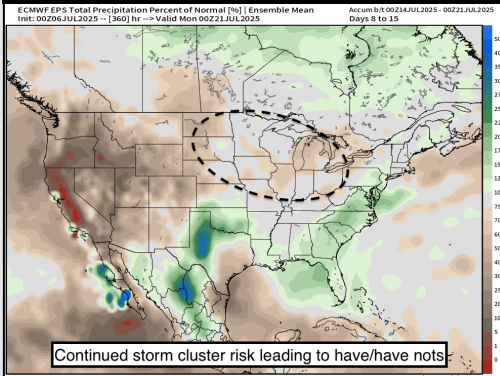 ECMWF EPS Total Precipitation Percent of Normal [%] | Ensemble Mean
Init: 00Z06JUL2025 -- [360] hr --> Valid Mon 00Z21JUL2025
Accum b/t 00Z14JUL2025 - 00Z21JUL2025
Days 8 to 15
Continued storm cluster risk leading to have/have nots